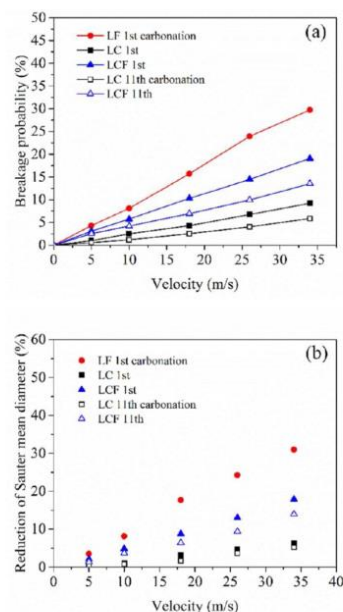 (a)
LF 1st carbonation
LC 1st
LCF 1st
LC 11th carbonation
LCF 11th
Breakage probability (%)
50
45
40
35
30
25
20
15
10
5
0
0 5 10 15 20 25 30 35 40
Velocity (m/s)
(b)
LF 1st carbonation
LC 1st
LCF 1st
LC 11th carbonation
LCF 11th
Reduction of Sauter mean diameter (%)
60
50
40
30
20
10
0
0 5 10 15 20 25 30 35 40
Velocity (m/s)